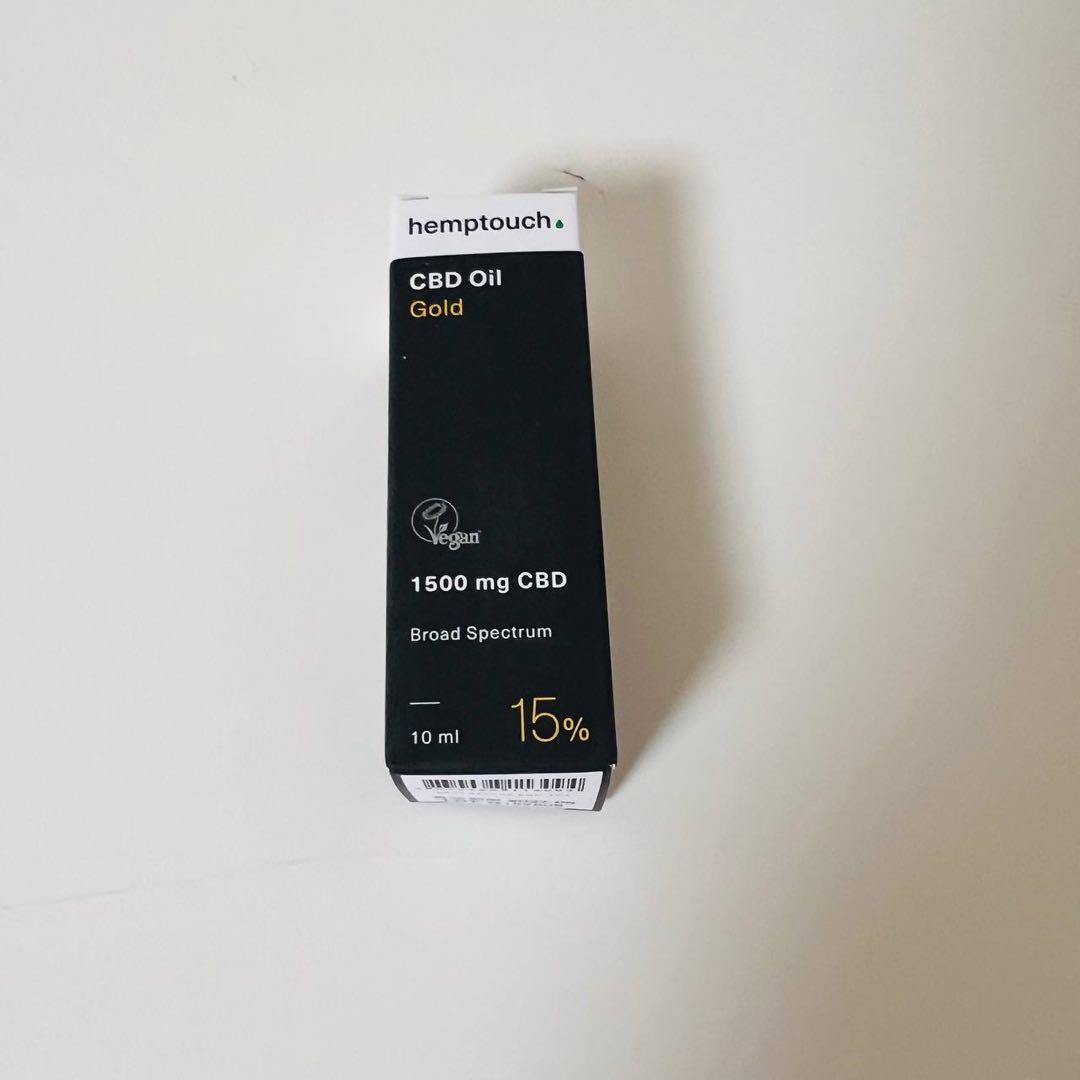 hemptouch
CBD Oil
Gold
Vegan
1500 mg CBD
Broad Spectrum
10 ml
15%